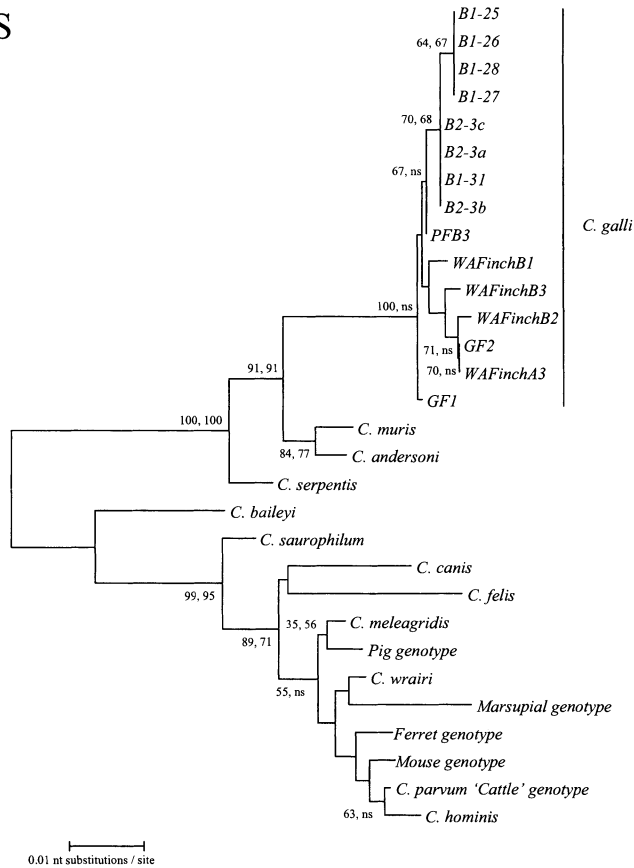 S
B1-25
64, 67
B1-26
B1-28
B1-27
70, 68
B2-3c
B2-3a
67, ns
B1-31
B2-3b
C. galli
PFB3
WAFinchB1
WAFinchB3
100, ns
WAFinchB2
71, ns
GF2
70, ns
WAFinchA3
91, 91
GF1
100, 100
C. muris
84, 77
C. andersoni
C. serpentis
C. baileyi
C. saurophilum
C. canis
99, 95
C. felis
35, 56
C. meleagridis
89, 71
Pig genotype
C. wrairi
55, ns
Marsupial genotype
Ferret genotype
Mouse genotype
C. parvum 'Cattle' genotype
63, ns
C. hominis
0.01 nt substitutions / site